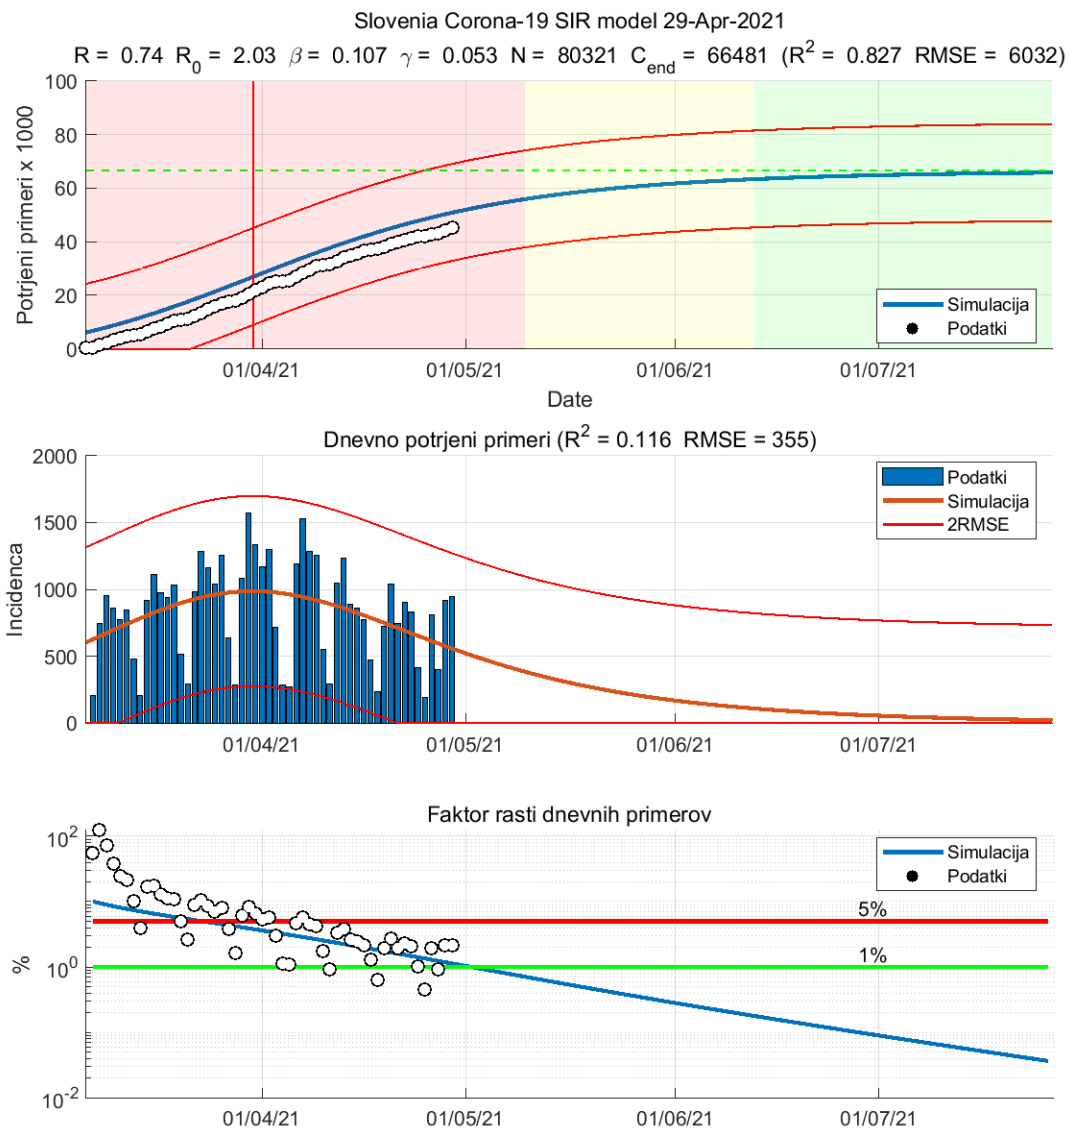 Slovenia Corona-19 SIR model 29-Apr-2021
R = 0.74 R0 = 2.03 β = 0.107 γ = 0.053 N = 80321 Cend = 66481 (R2 = 0.827 RMSE = 6032)
Potrjeni primeri x 1000
100
80
60
40
20
0
Simulacija
Podatki
01/04/21
01/05/21
01/06/21
01/07/21
Date
Dnevno potrjeni primeri (R2 = 0.116 RMSE = 355)
Incidenca
2000
1500
1000
500
0
Podatki
Simulacija
2RMSE
01/04/21
01/05/21
01/06/21
01/07/21
Faktor rasti dnevnih primerov
%
10^2
10^0
10^-2
Simulacija
Podatki
5%
1%
01/04/21
01/05/21
01/06/21
01/07/21